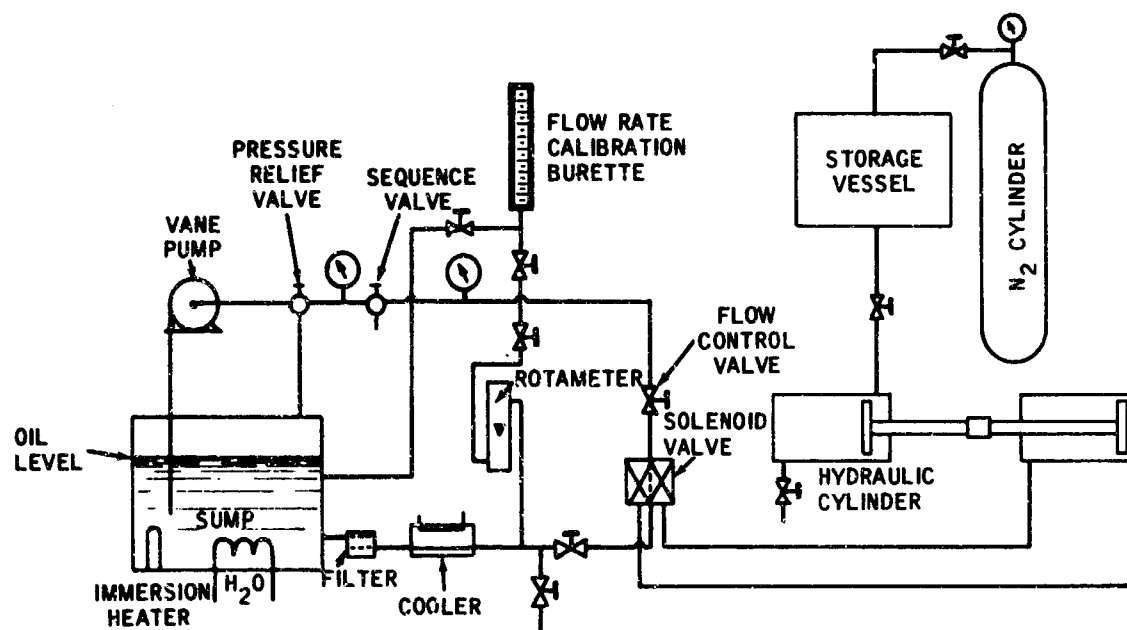 FLOW RATE
CALIBRATION
BURETTE
PRESSURE
RELIEF
VALVE
SEQUENCE
VALVE
VANE
PUMP
STORAGE
VESSEL
N2 CYLINDER
FLOW
CONTROL
VALVE
ROTAMETER
SOLENOID
VALVE
OIL
LEVEL
HYDRAULIC
CYLINDER
SUMP
H2O
FILTER
COOLER
IMMERSION
HEATER